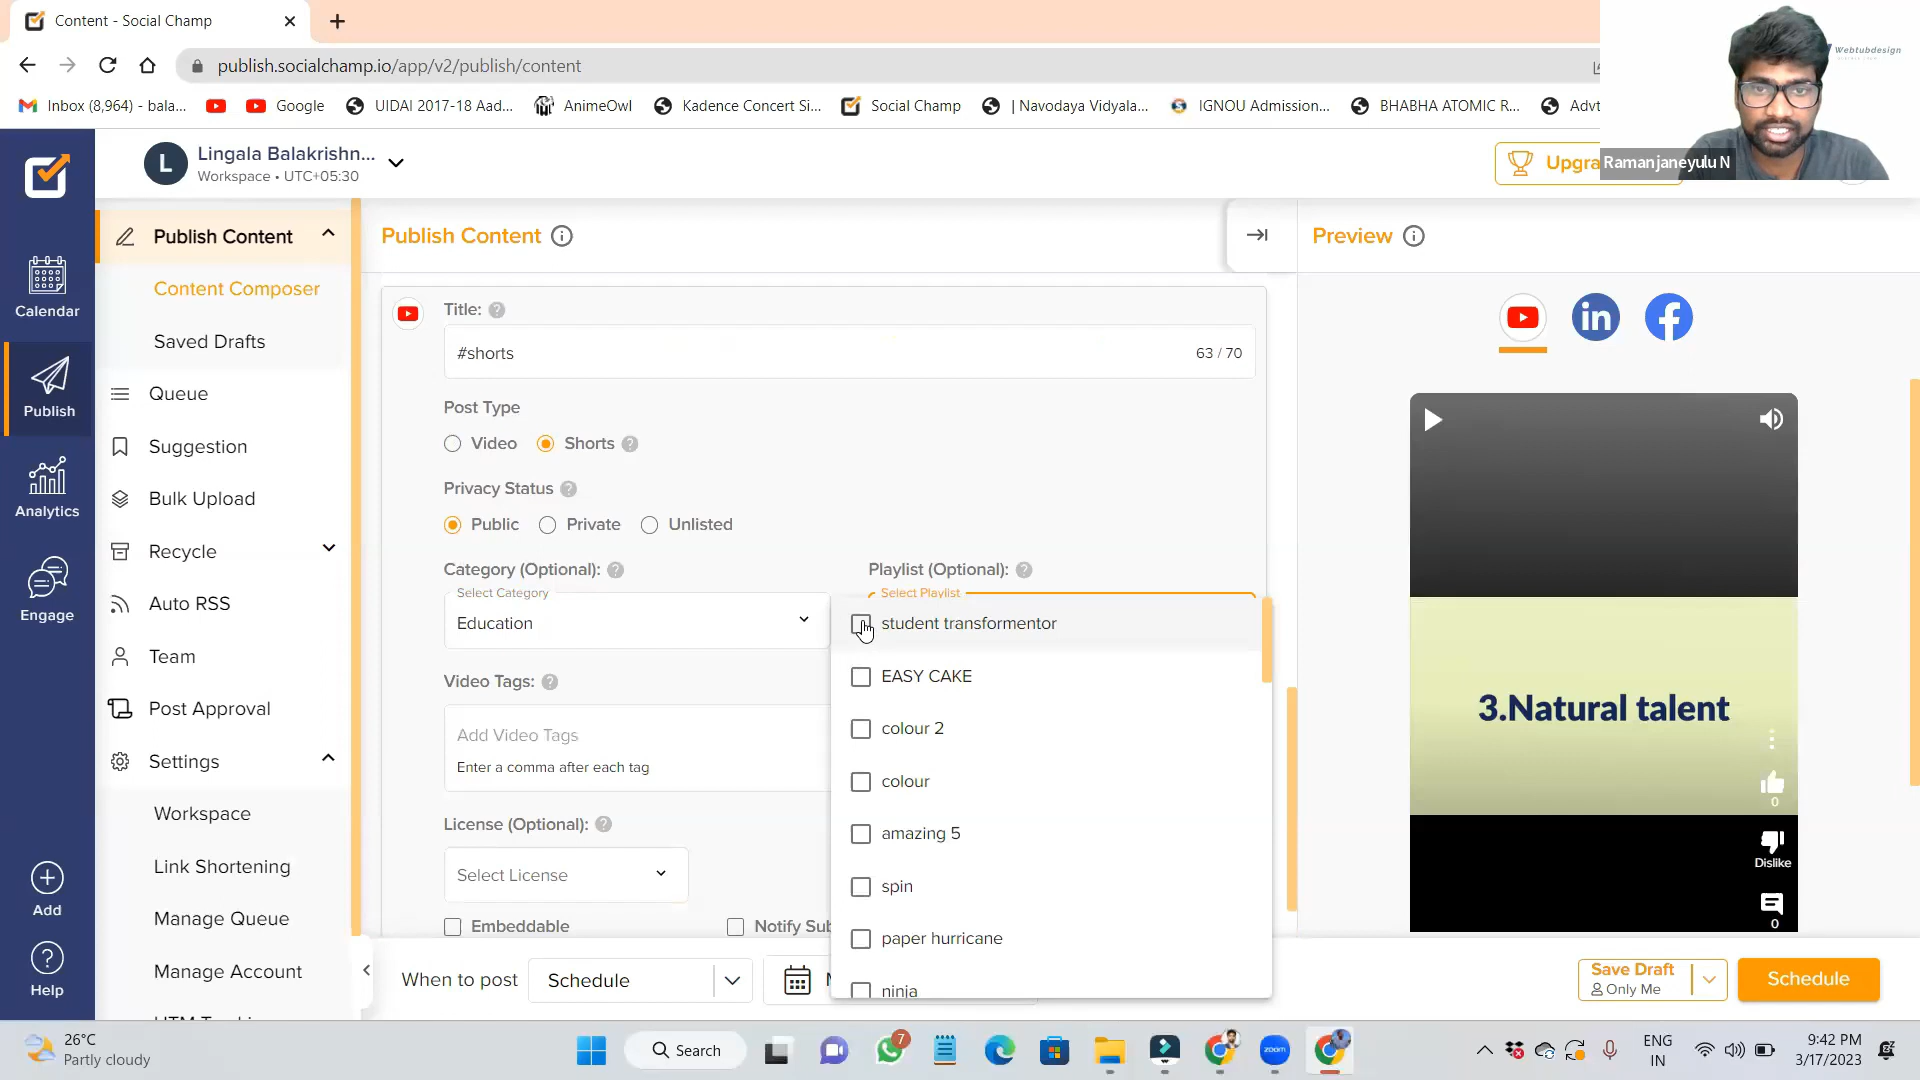 Content - Social Champ
publish.socialchamp.io/app/v2/publish/content
Inbox (8,964) - bala...
Google
UIDAI 2017-18 Aad...
AnimeOwl
Kadence Concert Si...
Social Champ
| Navodaya Vidyala...
IGNOU Admission...
BHABHA ATOMIC R...
Advt
Webtubdesign
Ramanjaneyulu N
L
Lingala Balakrishn...
Workspace • UTC+05:30
Upgra
Calendar
Publish
Analytics
Engage
Add
Help
Publish Content
Content Composer
Saved Drafts
Queue
Suggestion
Bulk Upload
Recycle
Auto RSS
Team
Post Approval
Settings
Workspace
Link Shortening
Manage Queue
Manage Account
Publish Content
Title:
#shorts
63 / 70
Post Type
Video
Shorts
Privacy Status
Public
Private
Unlisted
Category (Optional):
Select Category
Education
Playlist (Optional):
Select Playlist
student transformentor
EASY CAKE
colour 2
colour
amazing 5
spin
paper hurricane
ninja
Video Tags:
Add Video Tags
Enter a comma after each tag
License (Optional):
Select License
Embeddable
Notify Sub
When to post
Schedule
Preview
3.Natural talent
0
Dislike
0
Save Draft
Only Me
Schedule
26°C
Partly cloudy
Search
7
zoom
ENG
IN
9:42 PM
3/17/2023